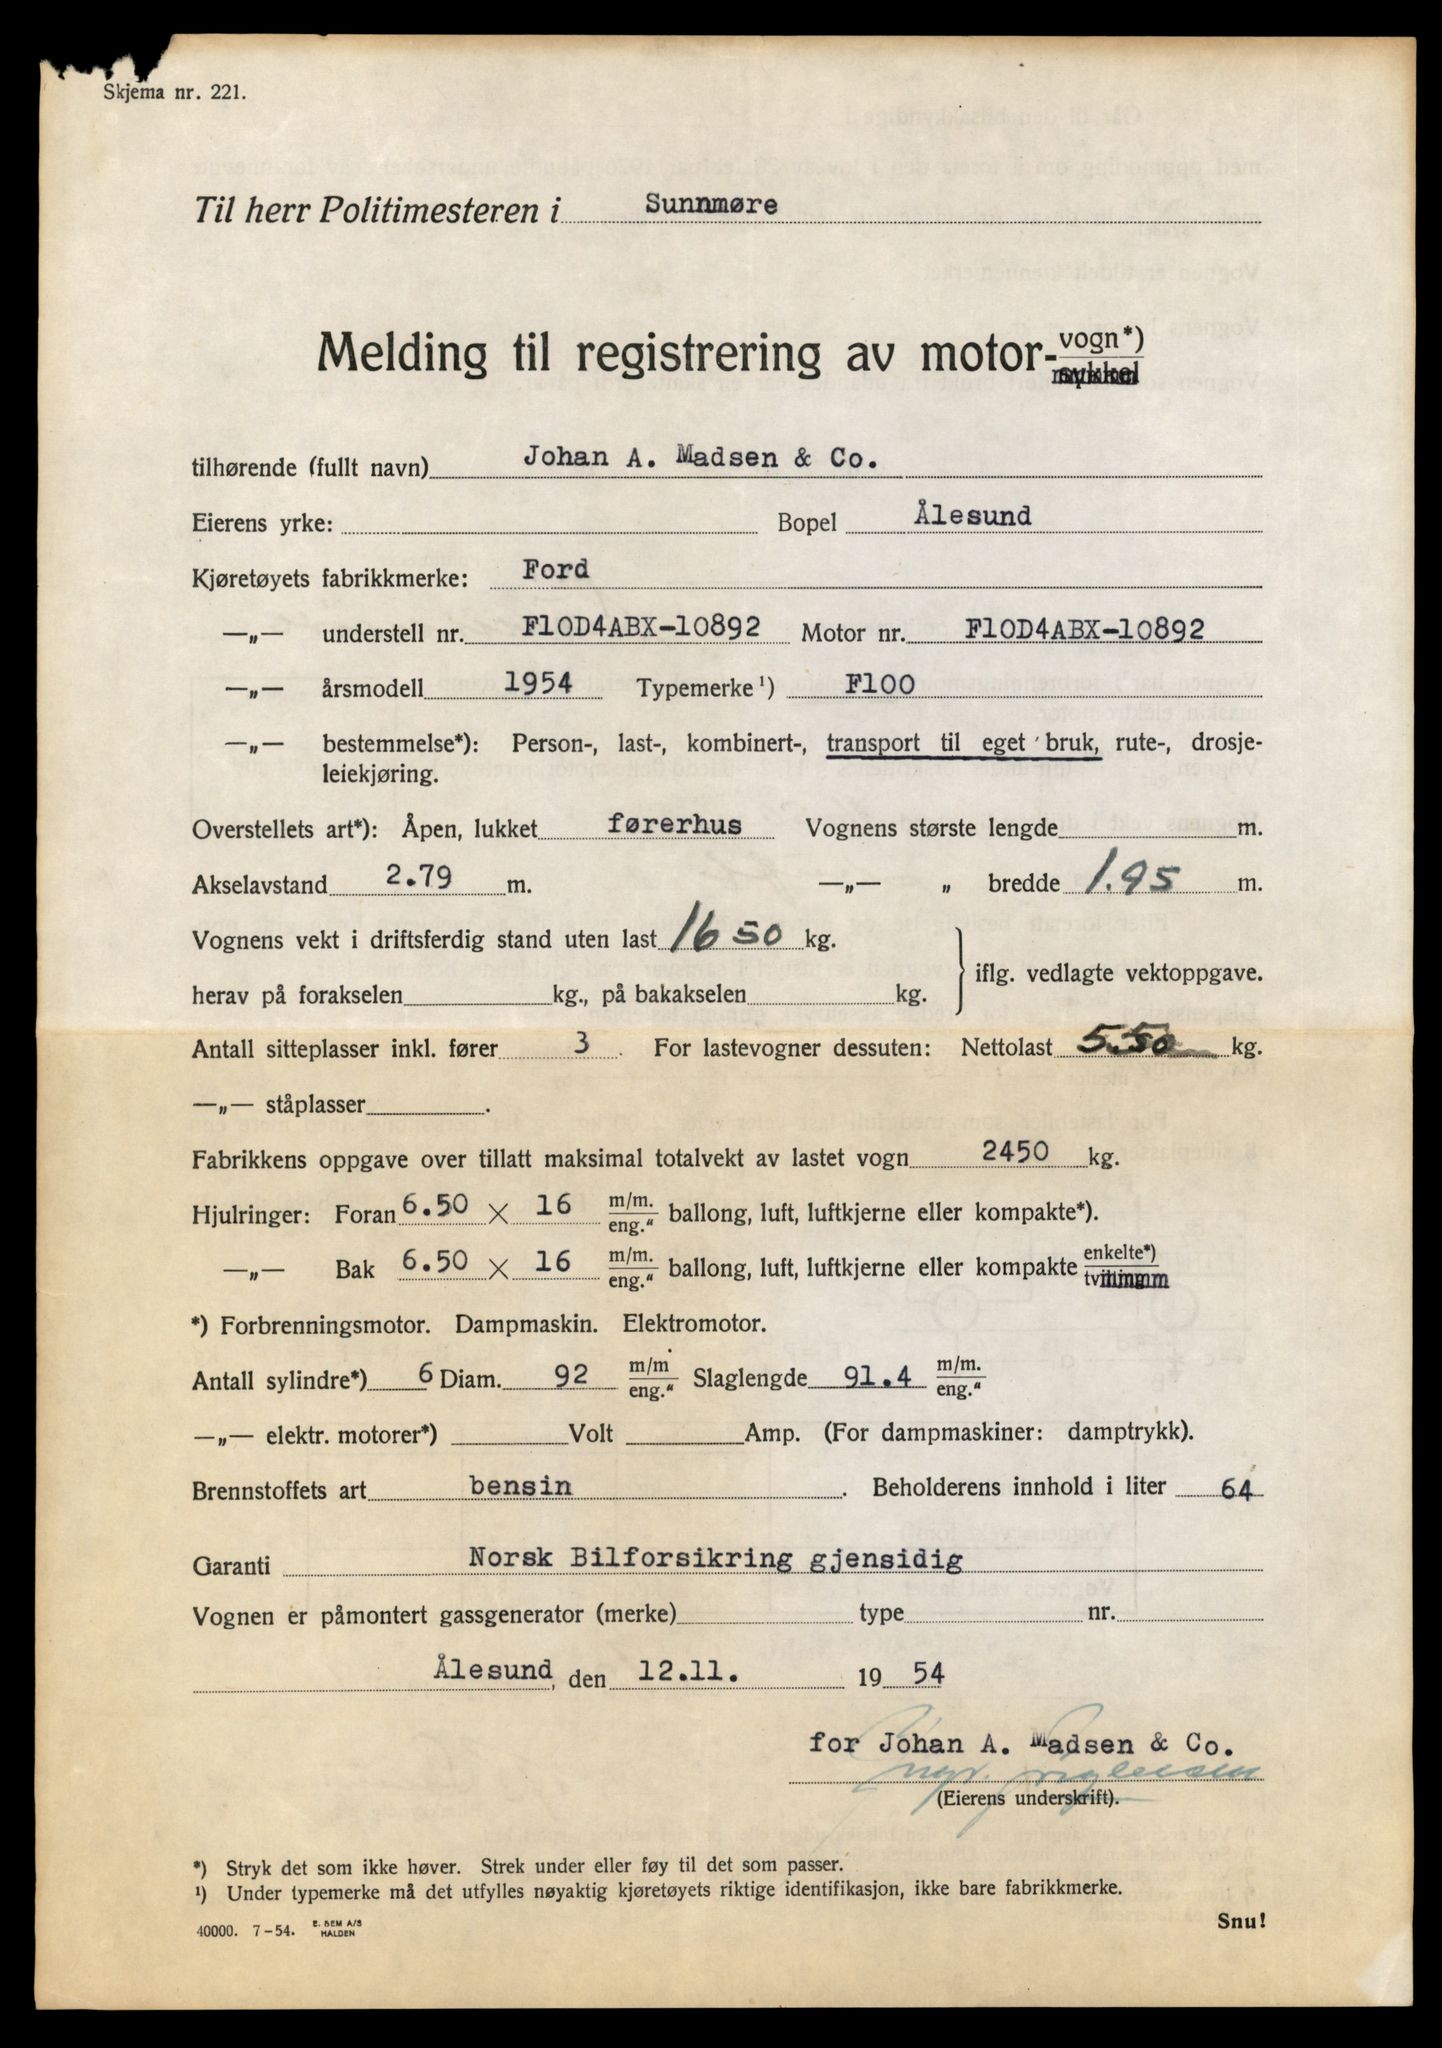 Skjema nr. 221.
Til herr Politimesteren i Sunnmøre
Melding til registrering av motor- vogn*)
sykkel
tilhørende (fullt navn) Johan A. Madsen & Co.
Eierens yrke: Bopel Ålesund
Kjøretøyets fabrikkmerke: Ford
—„— understell nr. F10D4ABX-10892 Motor nr. F10D4ABX-10892
—„— årsmodell 1954 Typemerke¹) F100
—„— bestemmelse*): Person-, last-, kombinert-, transport til eget bruk, rute-, drosje-
leiekjøring.
Overstellets art*): Åpen, lukket førerhus Vognens største lengde m.
Akselavstand 2.79 m. —„— „ bredde 1.95 m.
Vognens vekt i driftsferdig stand uten last 1650 kg.
iflg. vedlagte vektoppgave.
herav på forakselen kg., på bakakselen kg.
Antall sitteplasser inkl. fører 3 . For lastevogner dessuten: Nettolast 550 kg.
—„— ståplasser .
Fabrikkens oppgave over tillatt maksimal totalvekt av lastet vogn 2450 kg.
Hjulringer: Foran 6.50 × 16 m/m. eng.“ ballong, luft, luftkjerne eller kompakte*).
—„— Bak 6.50 × 16 m/m. eng.“ ballong, luft, luftkjerne eller kompakte enkelte*)
*) Forbrenningsmotor. Dampmaskin. Elektromotor.
Antall sylindre*) 6 Diam. 92 m/m eng.“ Slaglengde 91.4 m/m. eng.“
—„— elektr. motorer*) Volt Amp. (For dampmaskiner: damptrykk).
Brennstoffets art bensin . Beholderens innhold i liter 64
Garanti Norsk Bilforsikring gjensidig
Vognen er påmontert gassgenerator (merke) type nr.
Ålesund, den 12.11. 19 54
for Johan A. Madsen & Co.
(Eierens underskrift).
*) Stryk det som ikke høver. Strek under eller føy til det som passer.
¹) Under typemerke må det utfylles nøyaktig kjøretøyets riktige identifikasjon, ikke bare fabrikkmerke.
40000. 7-54. E. SEM A/S
HALDEN
Snu!